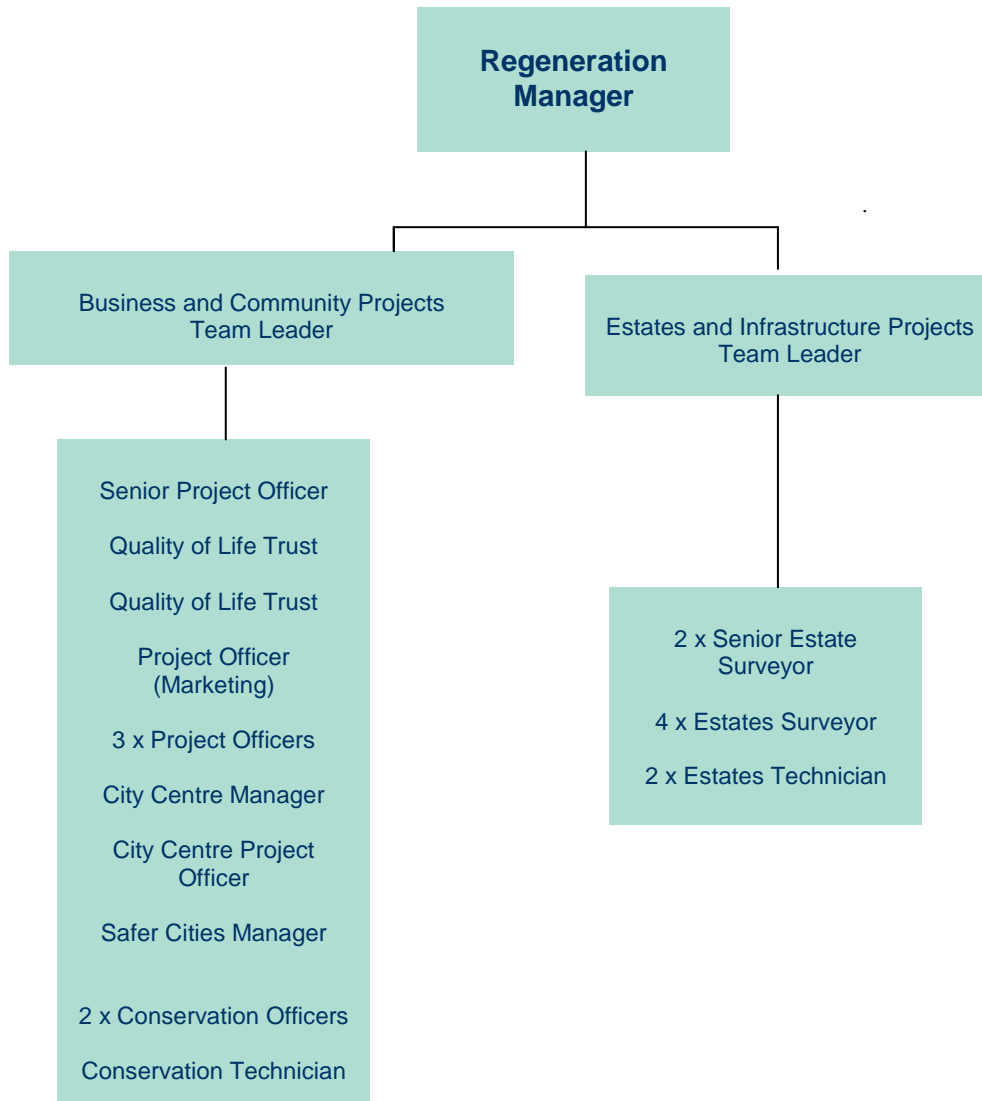 Regeneration
Manager
Business and Community Projects
Team Leader
Estates and Infrastructure Projects
Team Leader
Senior Project Officer
Quality of Life Trust
Quality of Life Trust
Project Officer
(Marketing)
3 x Project Officers
City Centre Manager
City Centre Project
Officer
Safer Cities Manager
2 x Conservation Officers
Conservation Technician
2 x Senior Estate
Surveyor
4 x Estates Surveyor
2 x Estates Technician